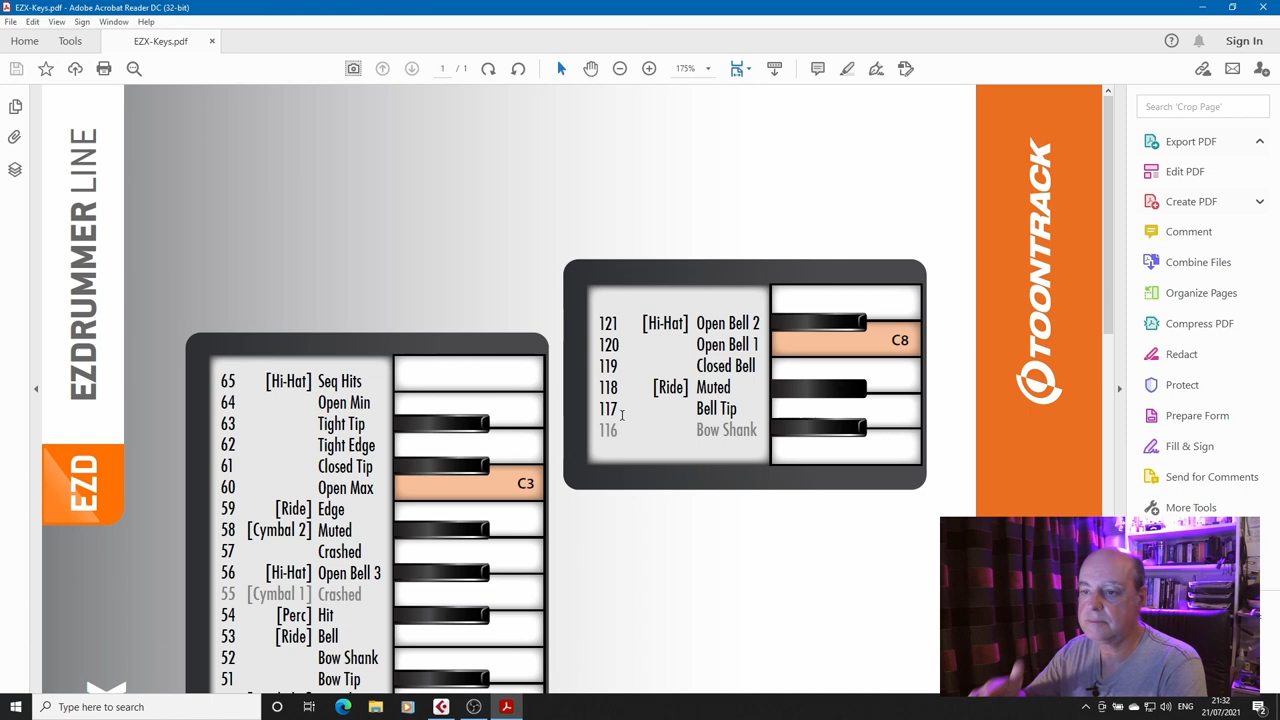 EZX-Keys.pdf - Adobe Acrobat Reader DC (32-bit)
File Edit View Sign Window Help
Home Tools EZX-Keys.pdf × Sign In
1 / 1 175%
EZDRUMMER LINE
EZD
121 [Hi-Hat] Open Bell 2
120 Open Bell 1
119 Closed Bell
118 [Ride] Muted
117 Bell Tip
116 Bow Shank
C8
65 [Hi-Hat] Seq Hits
64 Open Min
63 Tight Tip
62 Tight Edge
61 Closed Tip
60 Open Max
59 [Ride] Edge
58 [Cymbal 2] Muted
57 Crashed
56 [Hi-Hat] Open Bell 3
55 [Cymbal 1] Crashed
54 [Perc] Hit
53 [Ride] Bell
52 Bow Shank
51 Bow Tip
C3
TOONTRACK
Search 'Crop Page'
Export PDF
Edit PDF
Create PDF
Comment
Combine Files
Organize Pages
Compress PDF
Redact
Protect
Prepare Form
Fill & Sign
Send for Comments
More Tools
Type here to search
ENG
21:32
21/07/2021
2